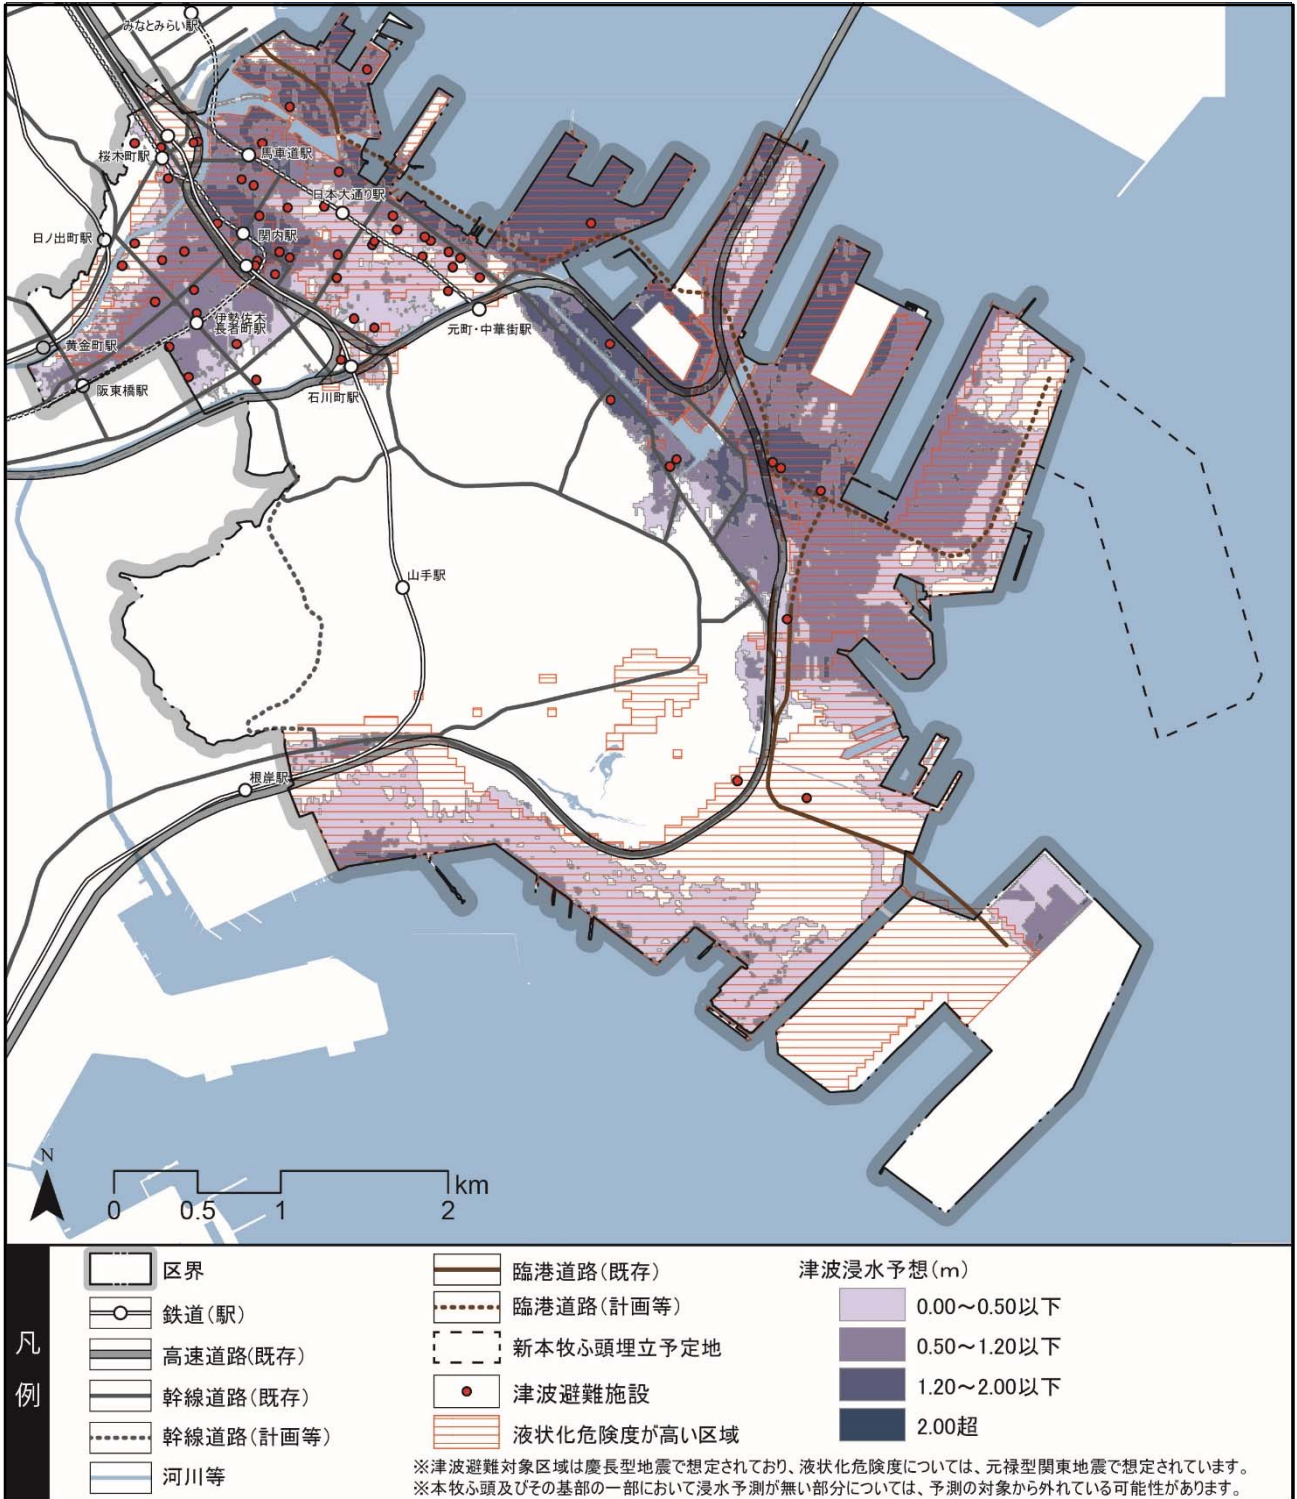 みなとみらい駅
桜木町駅
馬車道駅
日本大通り駅
日ノ出町駅
関内駅
伊勢佐木
長者町駅
元町・中華街駅
黄金町駅
阪東橋駅
石川町駅
山手駅
根岸駅
N
0
0.5
1
2
km
凡
例
区界
鉄道(駅)
高速道路(既存)
幹線道路(既存)
幹線道路(計画等)
河川等
臨港道路(既存)
臨港道路(計画等)
新本牧ふ頭埋立予定地
津波避難施設
液状化危険度が高い区域
津波浸水予想(m)
0.00～0.50以下
0.50～1.20以下
1.20～2.00以下
2.00超
※津波避難対象区域は慶長型地震で想定されており、液状化危険度については、元禄型関東地震で想定されています。
※本牧ふ頭及びその基部の一部において浸水予測が無い部分については、予測の対象から外れている可能性があります。